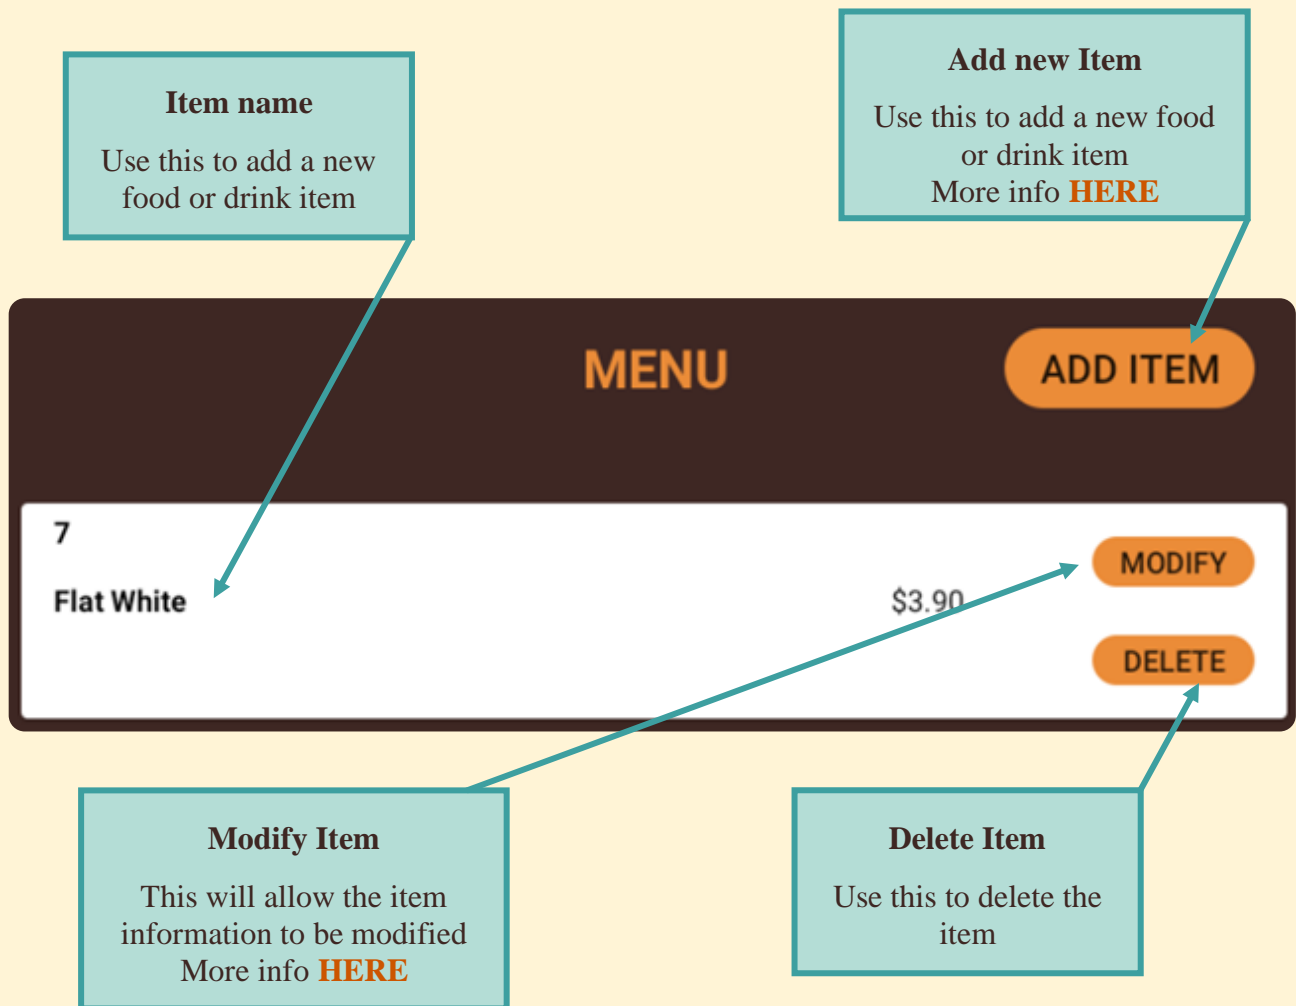 Item name
Use this to add a new
food or drink item
Add new Item
Use this to add a new food
or drink item
More info HERE
MENU
ADD ITEM
7
Flat White
$3.90
MODIFY
DELETE
Modify Item
This will allow the item
information to be modified
More info HERE
Delete Item
Use this to delete the
item